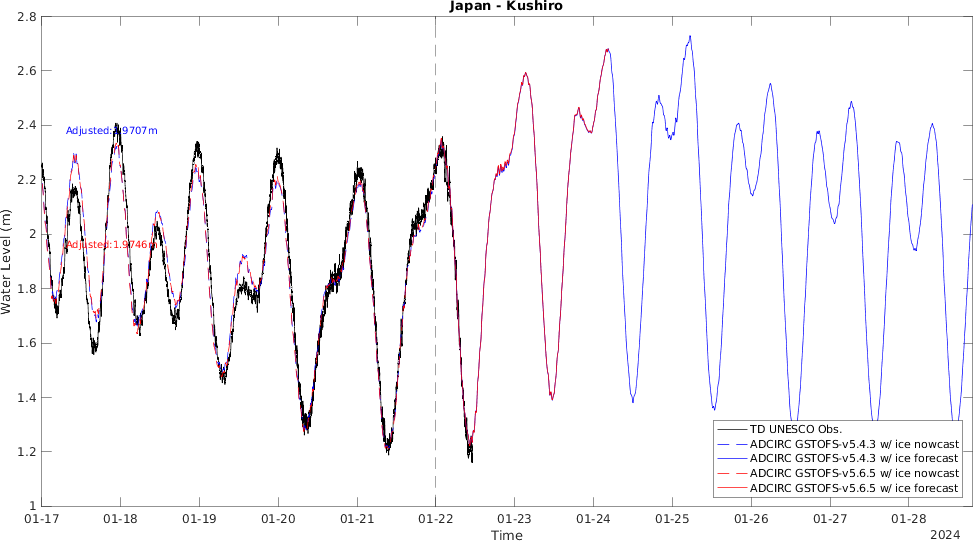 Japan - Kushiro
2.8
2.6
2.4
2.2
2
1.8
1.6
1.4
1.2
1
Water Level (m)
Adjusted:1.9707m
Adjusted:1.9746m
TD UNESCO Obs.
ADCIRC GSTOFS-v5.4.3 w/ ice nowcast
ADCIRC GSTOFS-v5.4.3 w/ ice forecast
ADCIRC GSTOFS-v5.6.5 w/ ice nowcast
ADCIRC GSTOFS-v5.6.5 w/ ice forecast
01-17 01-18 01-19 01-20 01-21 01-22 01-23 01-24 01-25 01-26 01-27 01-28
Time
2024